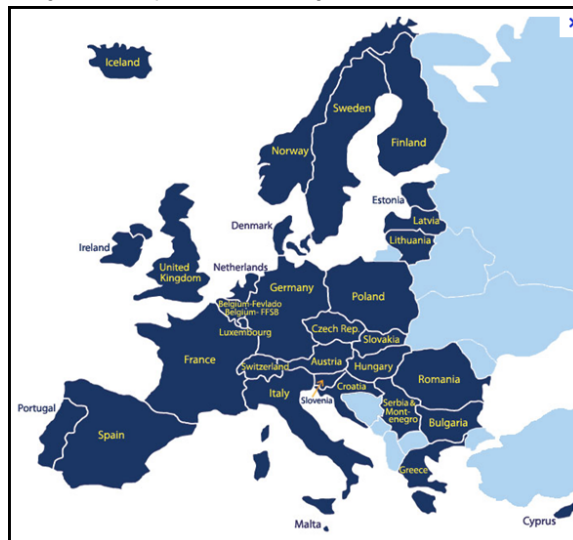 Iceland
Sweden
Norway
Finland
Estonia
Latvia
Lithuania
Denmark
Ireland
United
Kingdom
Netherlands
Germany
Poland
Belgium-Fevlado
Belgium- FFSB
Luxembourg
Czech Rep.
Slovakia
France
Switzerland
Austria
Hungary
Romania
Italy
Slovenia
Croatia
Serbia &
Mont-
enegro
Bulgaria
Portugal
Spain
Greece
Malta
Cyprus